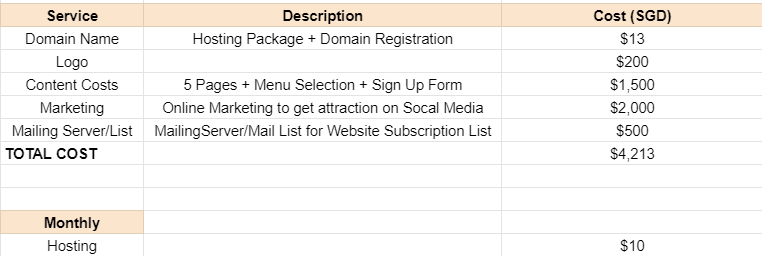 Service Description Cost (SGD)
Domain Name Hosting Package + Domain Registration $13
Logo $200
Content Costs 5 Pages + Menu Selection + Sign Up Form $1,500
Marketing Online Marketing to get attraction on Socal Media $2,000
Mailing Server/List MailingServer/Mail List for Website Subscription List $500
TOTAL COST $4,213
Monthly
Hosting $10